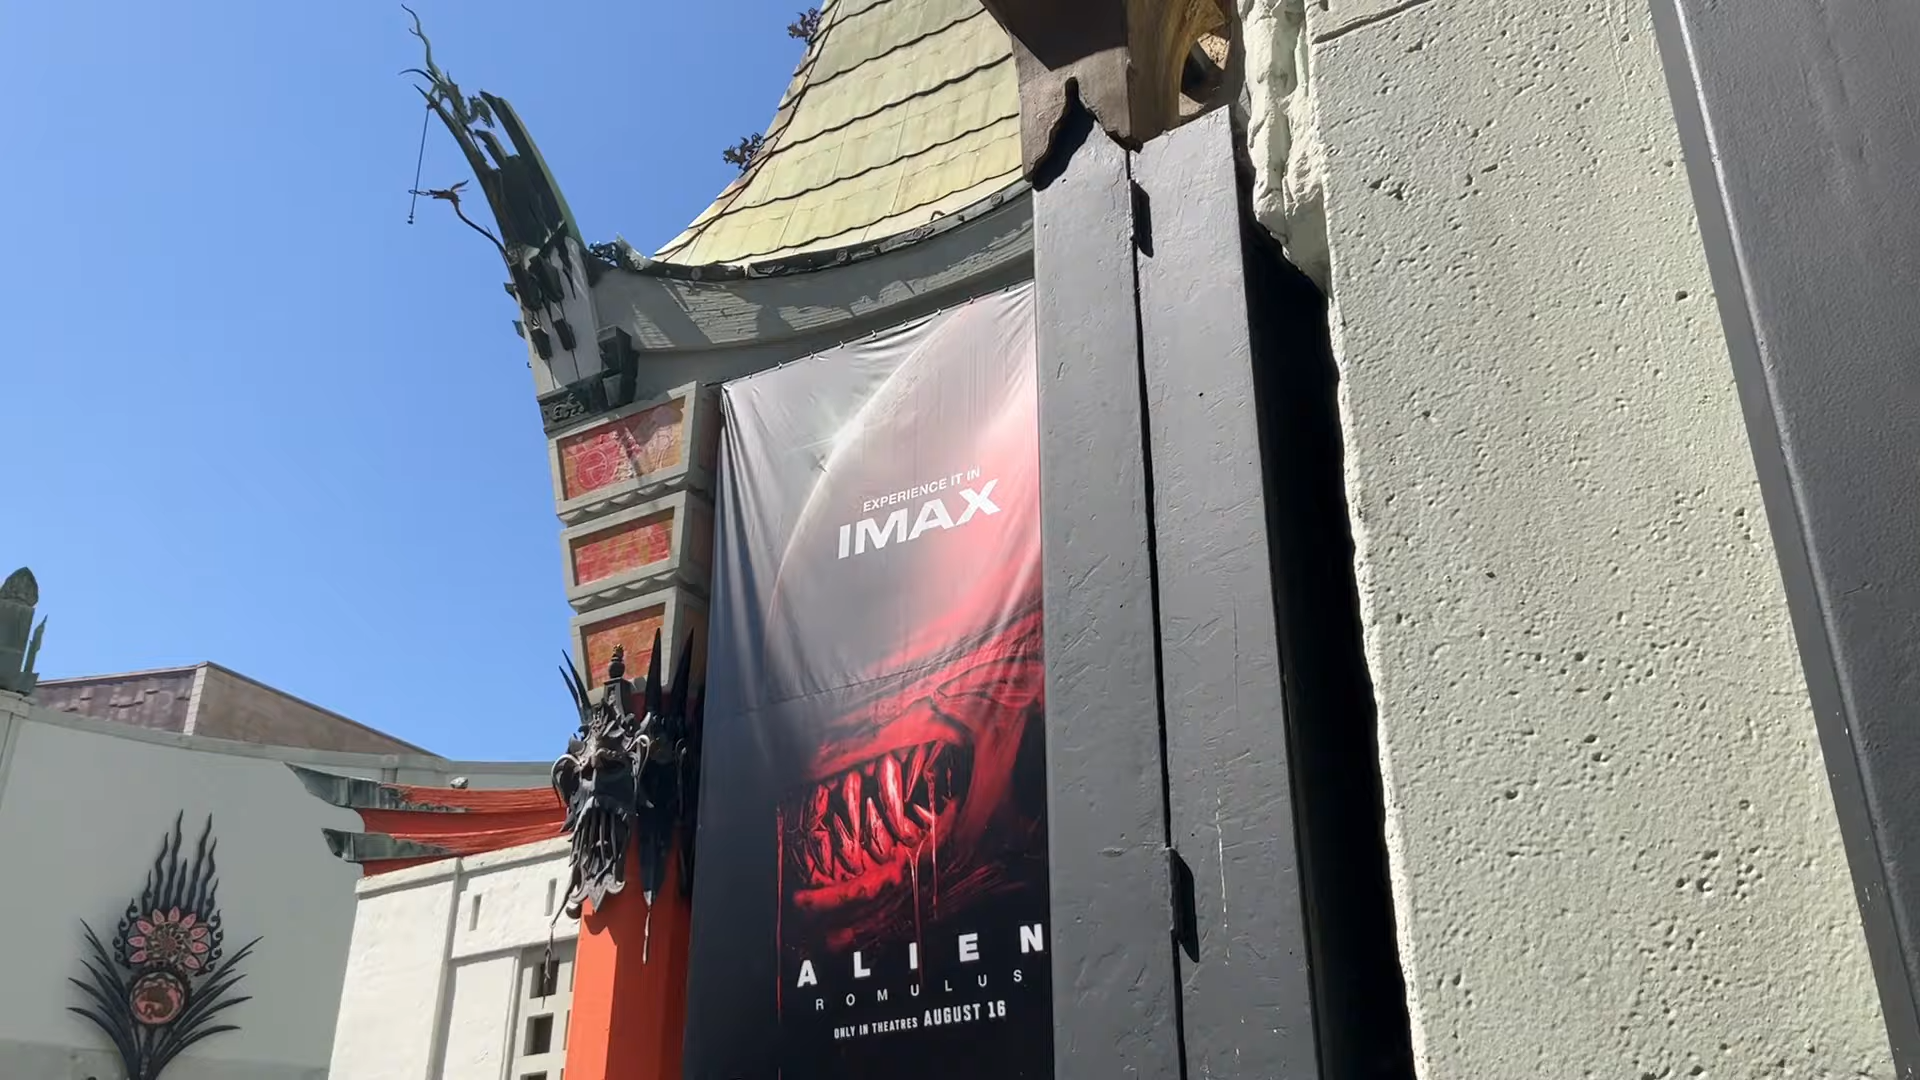 EXPERIENCE IT IN
IMAX
ALIEN
ROMULUS
ONLY IN THEATRES AUGUST 16